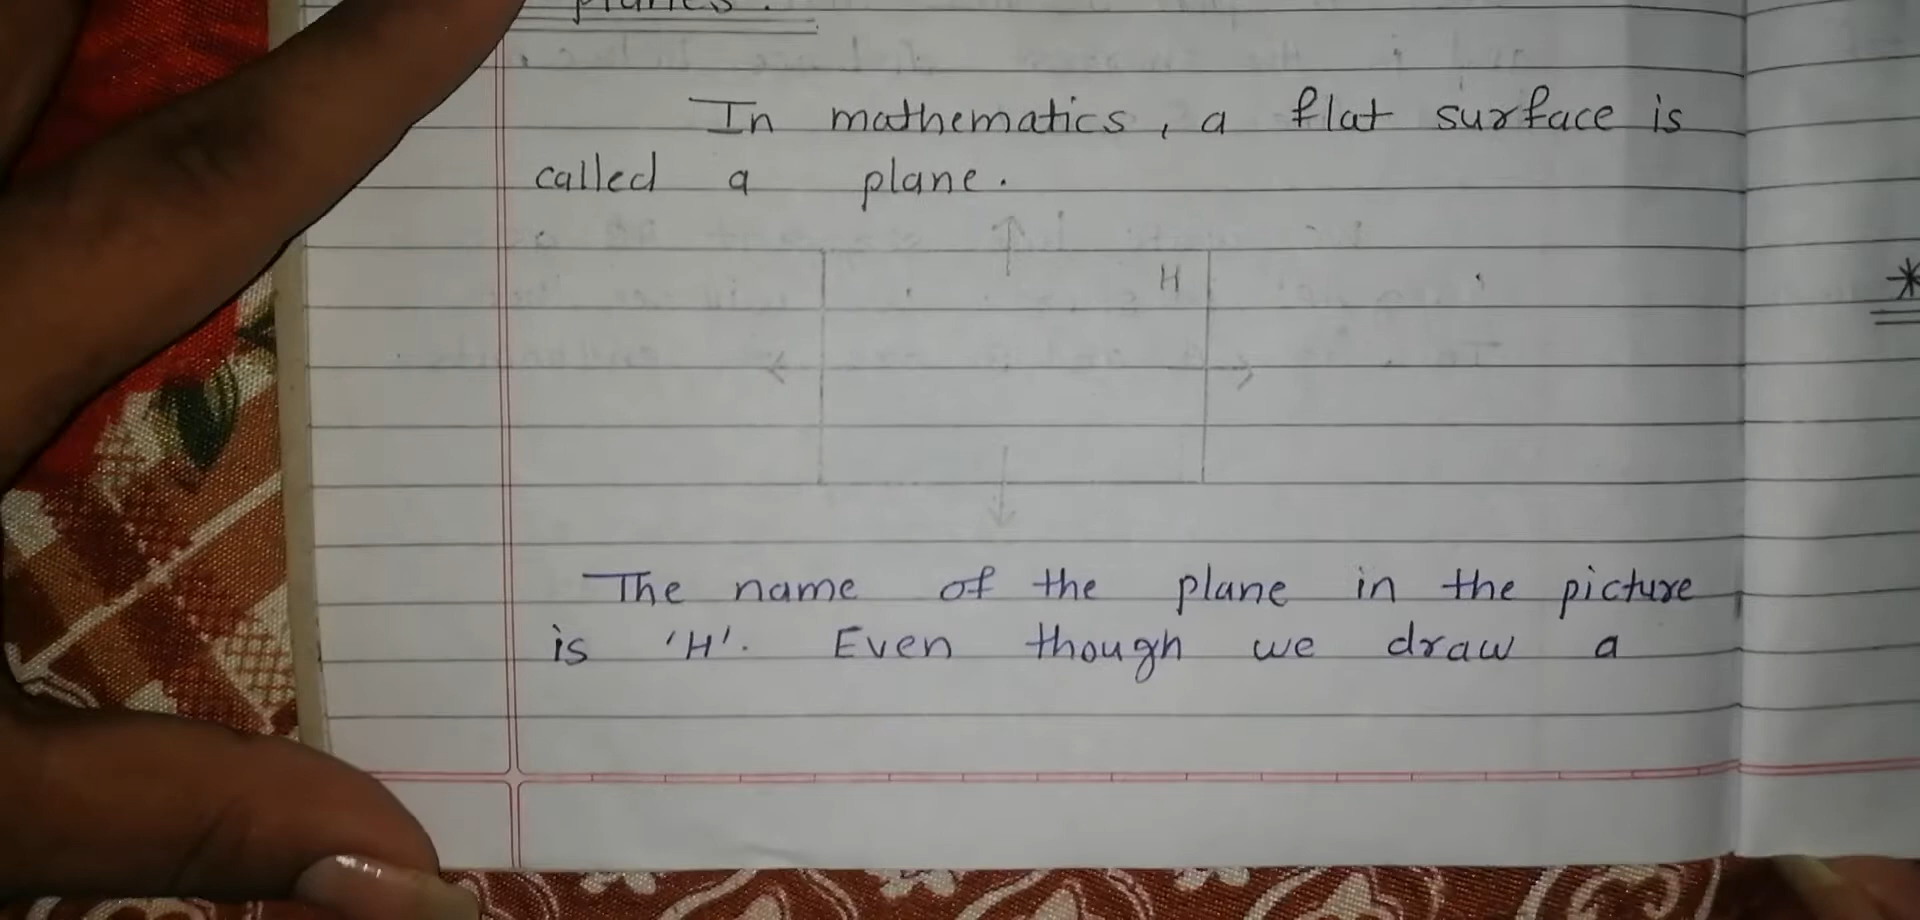 planes.
In mathematics, a flat surface is
called a plane.
H
*
The name of the plane in the picture
is 'H'. Even though we draw a